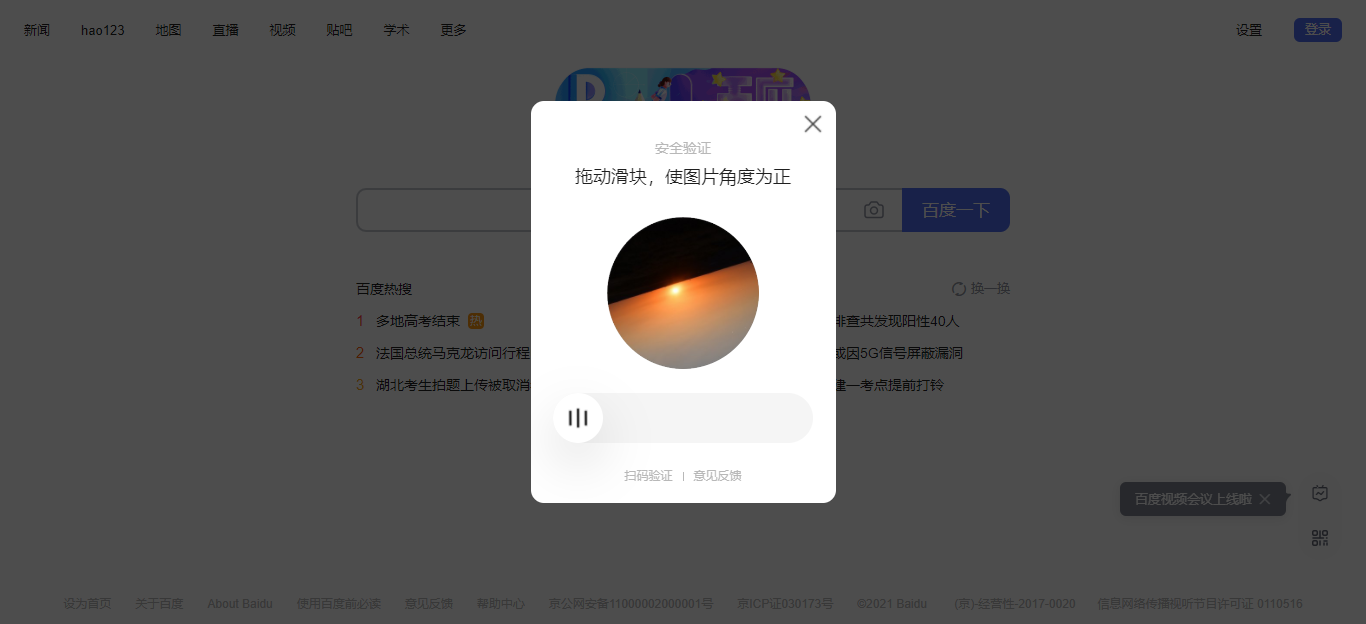 新闻 hao123 地图 直播 视频 贴吧 学术 更多 设置 登录
安全验证
拖动滑块，使图片角度为正
百度一下
百度热搜 换一换
1 多地高考结束 热 排查共发现阳性40人
2 法国总统马克龙访问行程 或因5G信号屏蔽漏洞
3 湖北考生拍题上传被取消 建一考点提前打铃
扫码验证 | 意见反馈
百度视频会议上线啦
设为首页 关于百度 About Baidu 使用百度前必读 意见反馈 帮助中心 京公网安备11000002000001号 京ICP证030173号 ©2021 Baidu (京)-经营性-2017-0020 信息网络传播视听节目许可证 0110516